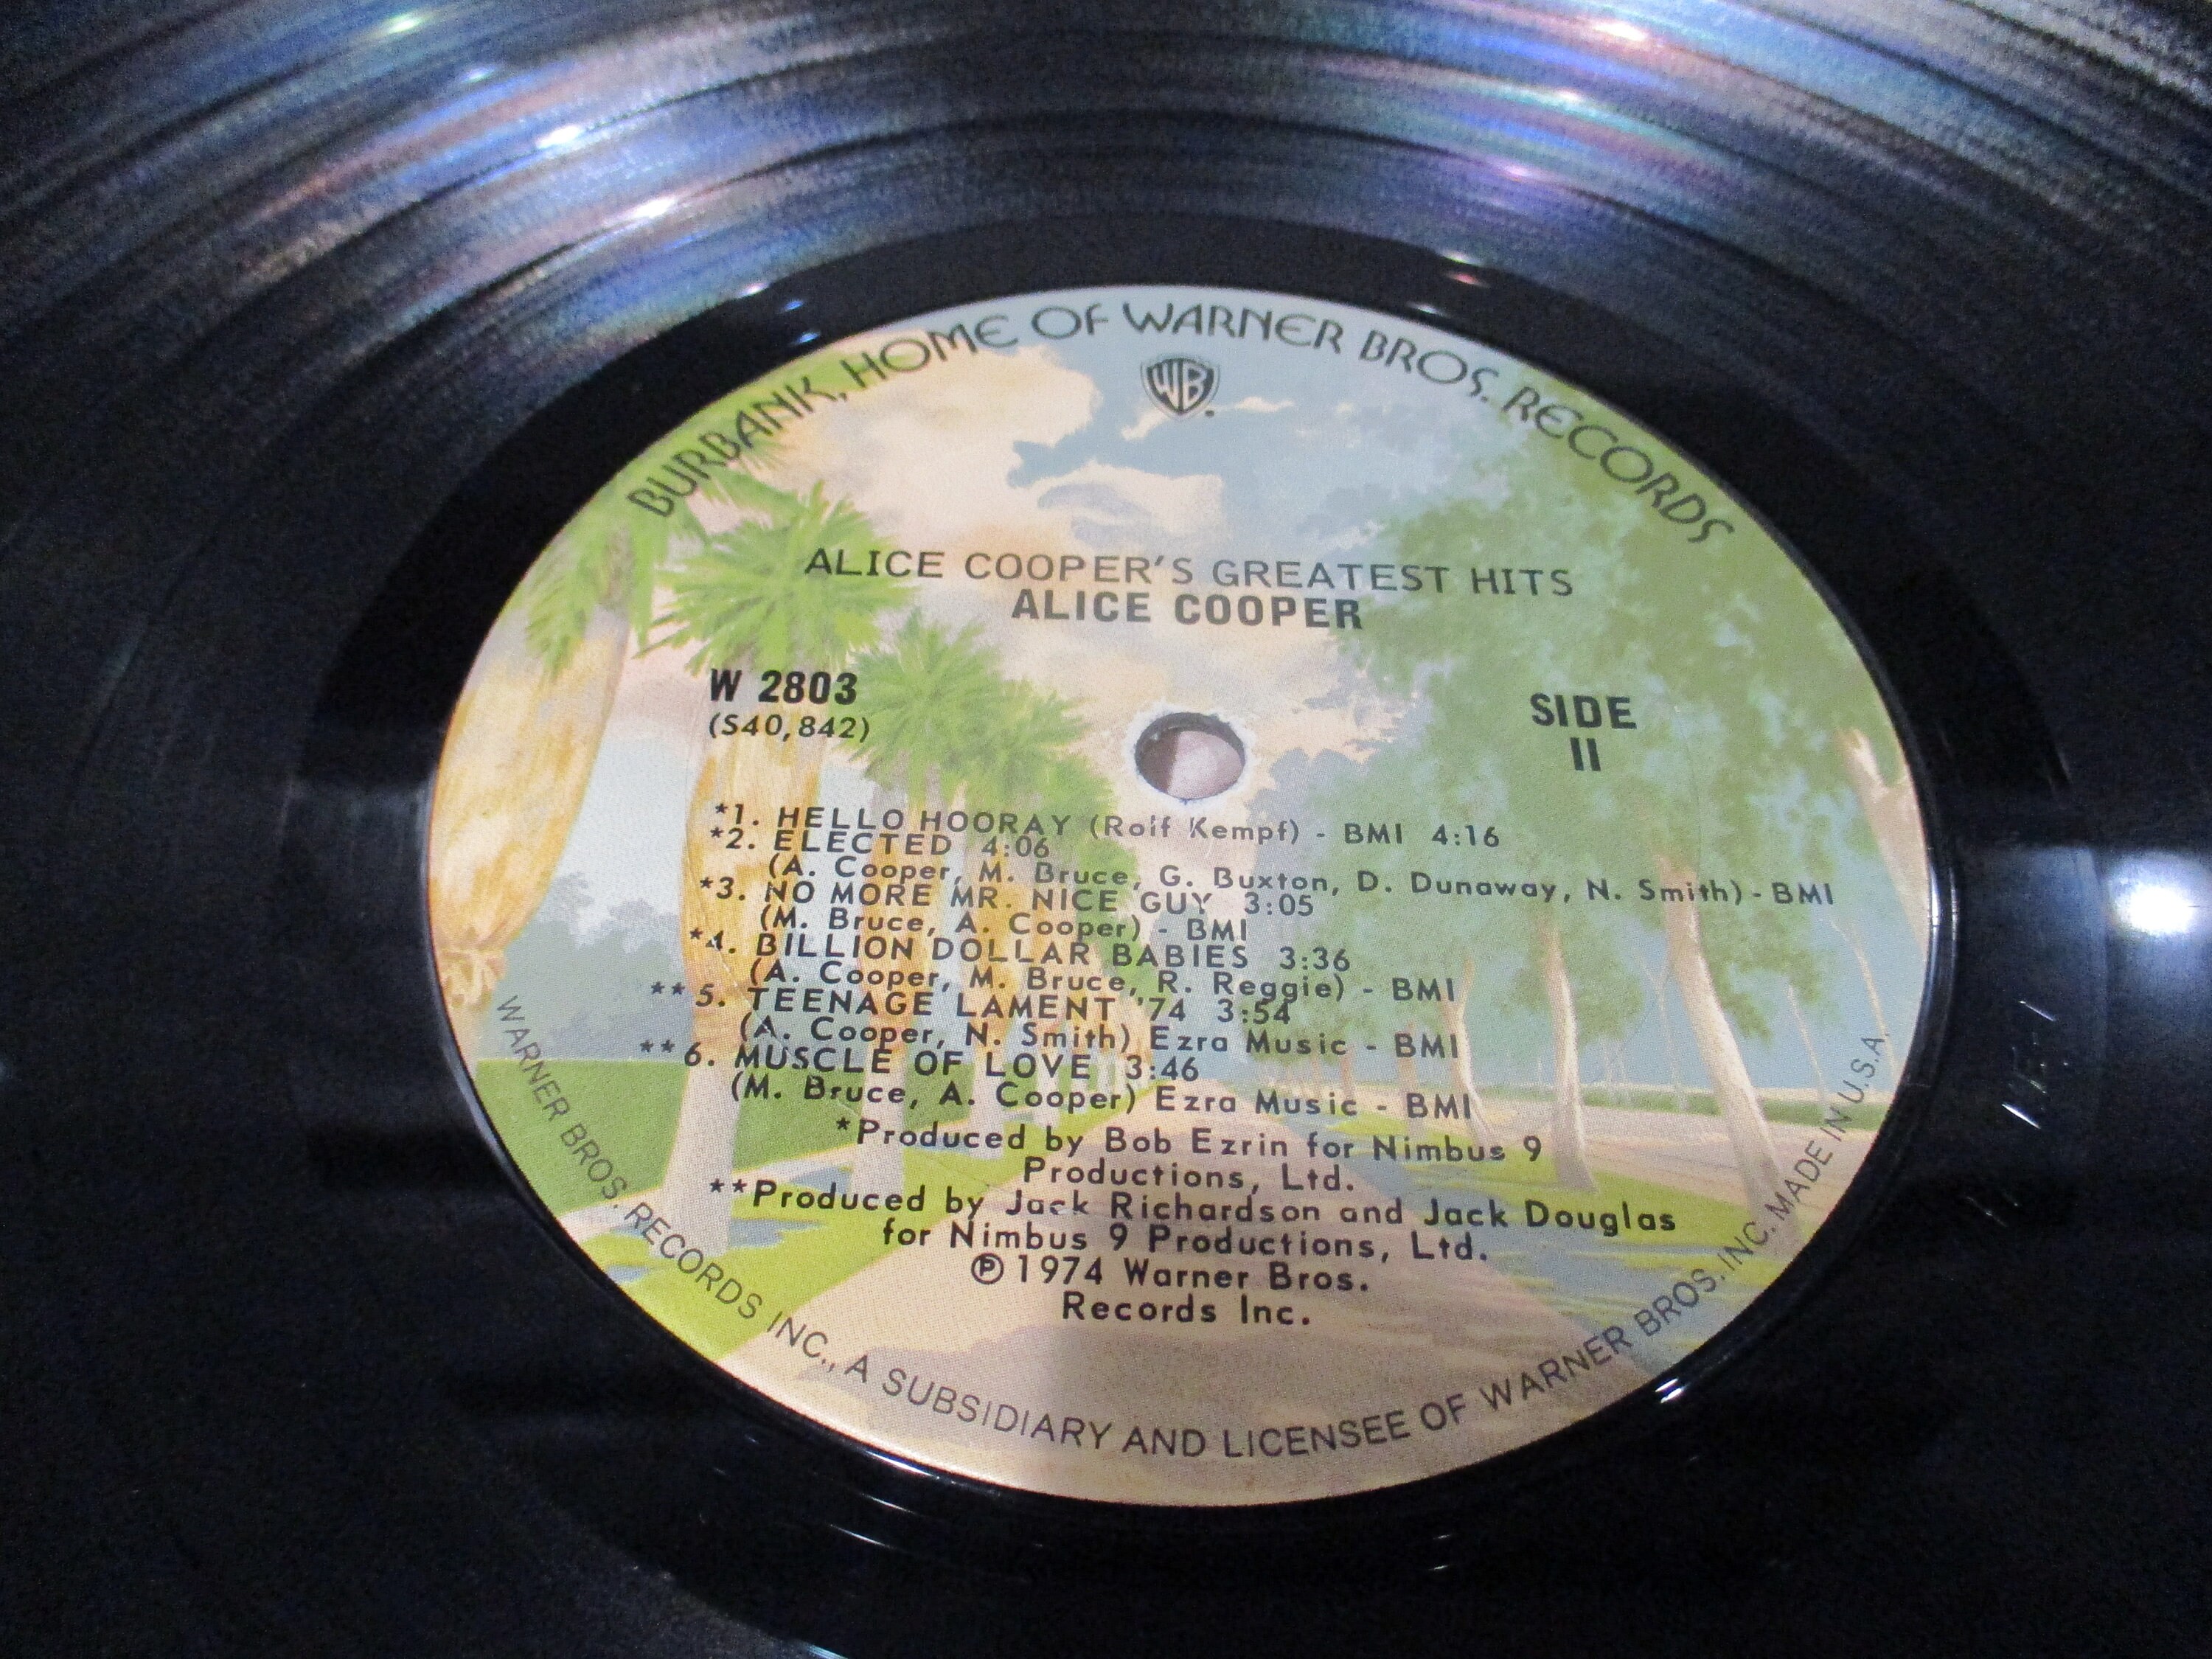 BURBANK, HOME OF WARNER BROS. RECORDS
WB
ALICE COOPER'S GREATEST HITS
ALICE COOPER
W 2803
(S40,842)
SIDE
II
*1. HELLO HOORAY (Rolf Kempf) - BMI 4:16
*2. ELECTED 4:06
(A. Cooper, M. Bruce, G. Buxton, D. Dunaway, N. Smith) - BMI
*3. NO MORE MR. NICE GUY 3:05
(M. Bruce, A. Cooper) - BMI
*4. BILLION DOLLAR BABIES 3:36
(A. Cooper, M. Bruce, R. Reggie) - BMI
**5. TEENAGE LAMENT '74 3:54
(A. Cooper, N. Smith) Ezra Music - BMI
**6. MUSCLE OF LOVE 3:46
(M. Bruce, A. Cooper) Ezra Music - BMI
*Produced by Bob Ezrin for Nimbus 9
Productions, Ltd.
**Produced by Jack Richardson and Jack Douglas
for Nimbus 9 Productions, Ltd.
℗ 1974 Warner Bros.
Records Inc.
WARNER BROS. RECORDS INC., A SUBSIDIARY AND LICENSEE OF WARNER BROS. INC. MADE IN U.S.A.